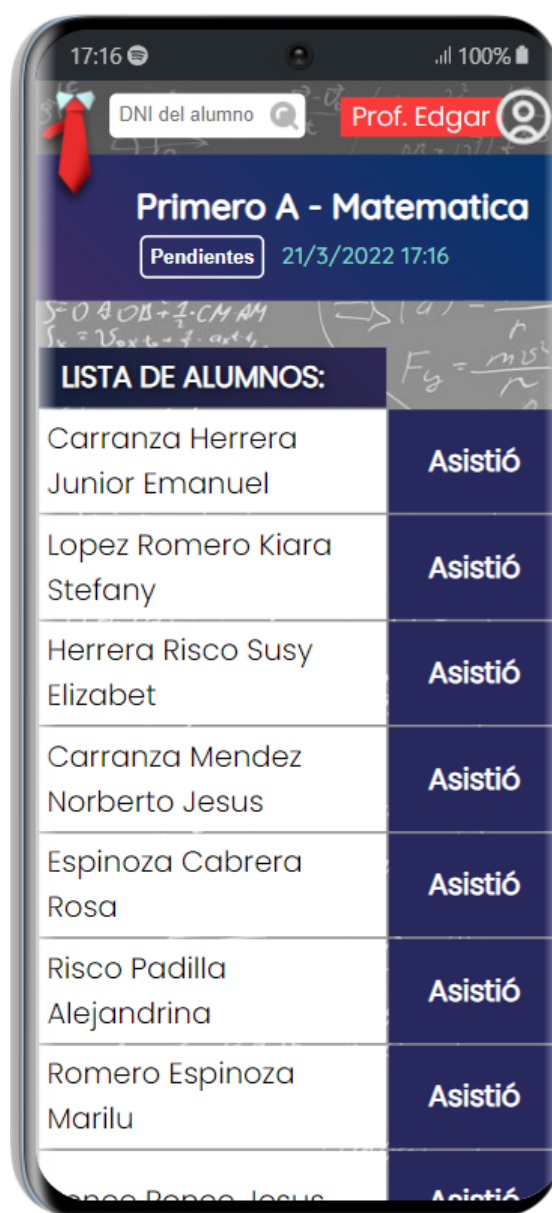 17:16
100%
DNI del alumno
Prof. Edgar
Primero A - Matematica
Pendientes 21/3/2022 17:16
LISTA DE ALUMNOS:
Carranza Herrera
Junior Emanuel
Asistió
Lopez Romero Kiara
Stefany
Asistió
Herrera Risco Susy
Elizabet
Asistió
Carranza Mendez
Norberto Jesus
Asistió
Espinoza Cabrera
Rosa
Asistió
Risco Padilla
Alejandrina
Asistió
Romero Espinoza
Marilu
Asistió
Jesus
Asistió